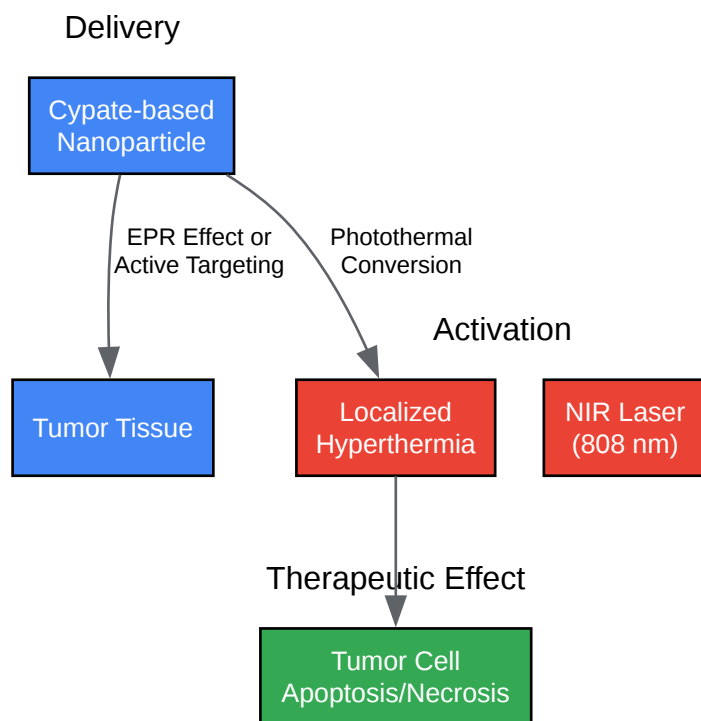 Delivery
Cypate-based
Nanoparticle
EPR Effect or
Active Targeting
Photothermal
Conversion
Activation
Tumor Tissue
Localized
Hyperthermia
NIR Laser
(808 nm)
Therapeutic Effect
Tumor Cell
Apoptosis/Necrosis